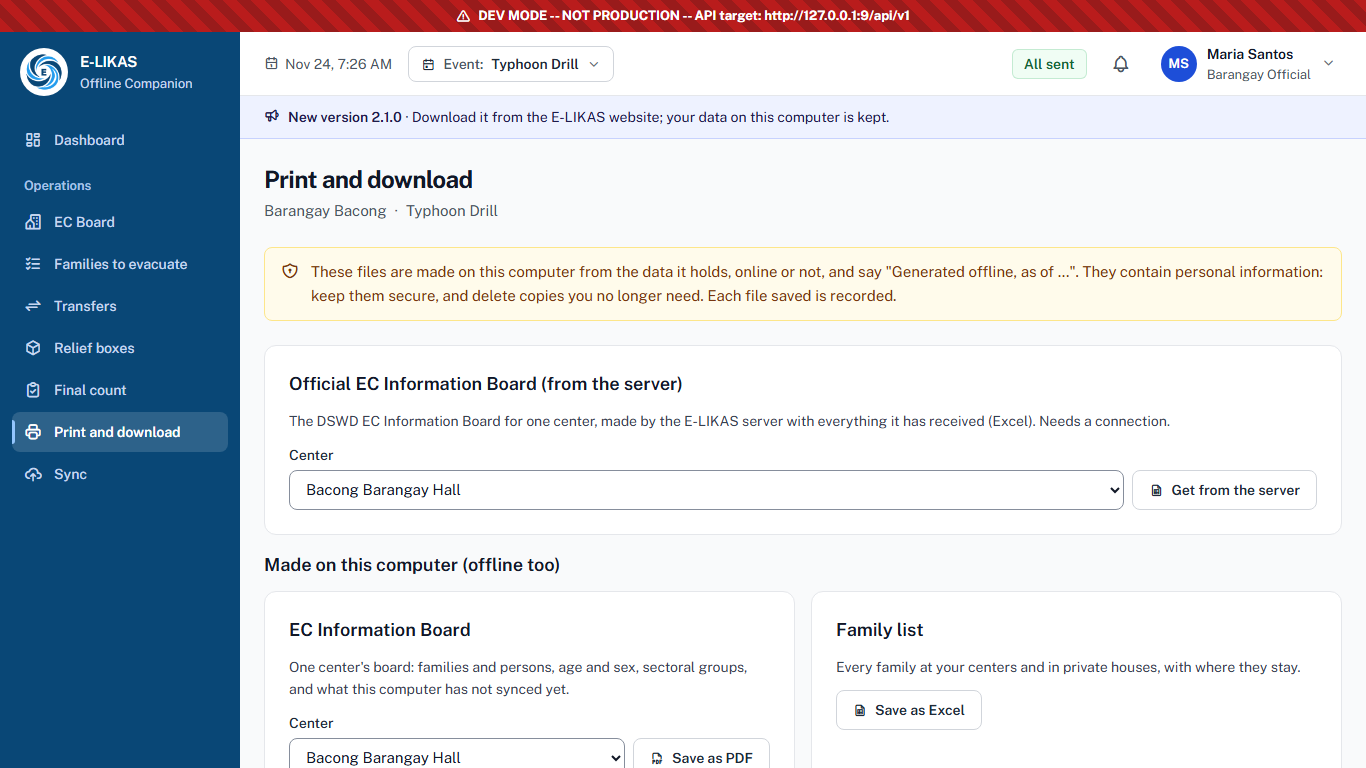 DEV MODE -- NOT PRODUCTION -- API target: http://127.0.0.1:9/api/v1
E-LIKAS
Offline Companion
Dashboard
Operations
EC Board
Families to evacuate
Transfers
Relief boxes
Final count
Print and download
Sync
Nov 24, 7:26 AM
Event: Typhoon Drill
All sent
MS
Maria Santos
Barangay Official
New version 2.1.0 · Download it from the E-LIKAS website; your data on this computer is kept.
Print and download
Barangay Bacong · Typhoon Drill
These files are made on this computer from the data it holds, online or not, and say "Generated offline, as of ...". They contain personal information:
keep them secure, and delete copies you no longer need. Each file saved is recorded.
Official EC Information Board (from the server)
The DSWD EC Information Board for one center, made by the E-LIKAS server with everything it has received (Excel). Needs a connection.
Center
Bacong Barangay Hall
Get from the server
Made on this computer (offline too)
EC Information Board
One center's board: families and persons, age and sex, sectoral groups,
and what this computer has not synced yet.
Center
Bacong Barangay Hall
Save as PDF
Family list
Every family at your centers and in private houses, with where they stay.
Save as Excel